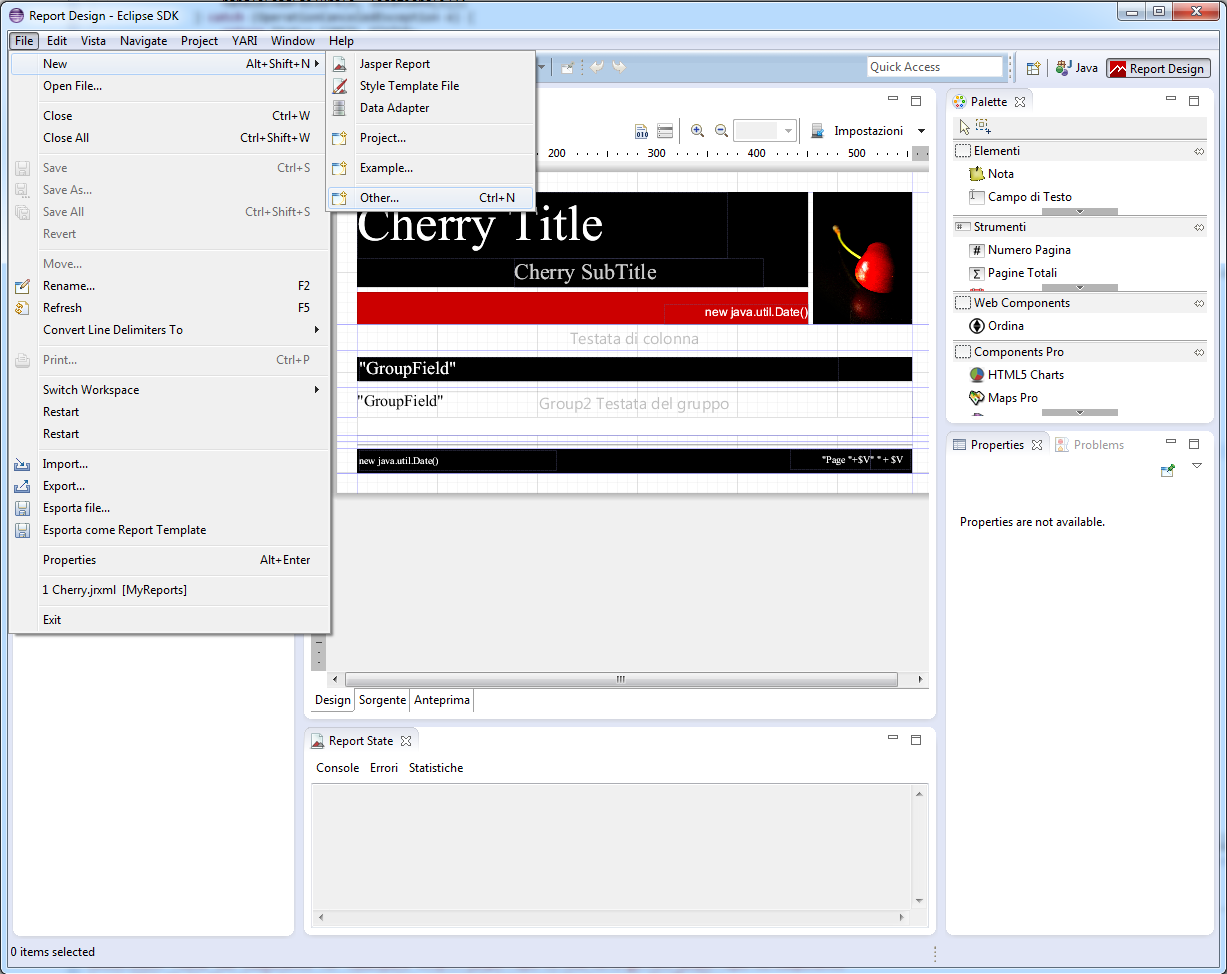 Report Design - Eclipse SDK
File Edit Vista Navigate Project YARI Window Help
New Alt+Shift+N
Open File...
Close Ctrl+W
Close All Ctrl+Shift+W
Save Ctrl+S
Save As...
Save All Ctrl+Shift+S
Revert
Move...
Rename... F2
Refresh F5
Convert Line Delimiters To
Print... Ctrl+P
Switch Workspace
Restart
Restart
Import...
Export...
Esporta file...
Esporta come Report Template
Properties Alt+Enter
1 Cherry.jrxml [MyReports]
Exit
Jasper Report
Style Template File
Data Adapter
Project...
Example...
Other... Ctrl+N
Quick Access
Java
Report Design
Impostazioni
200 300 400 500
Cherry Title
Cherry SubTitle
new java.util.Date()
Testata di colonna
"GroupField"
"GroupField"
Group2 Testata del gruppo
new java.util.Date()
"Page "+$V" " + $V
Design Sorgente Anteprima
Report State
Console Errori Statistiche
Palette
Elementi
Nota
Campo di Testo
Strumenti
Numero Pagina
Pagine Totali
Web Components
Ordina
Components Pro
HTML5 Charts
Maps Pro
Properties Problems
Properties are not available.
0 items selected